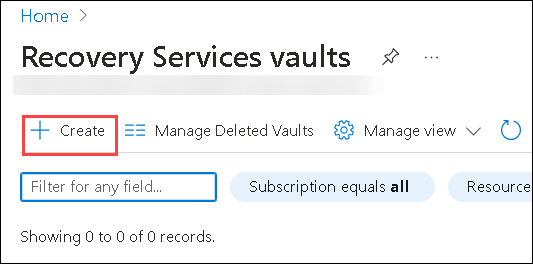 Home >
Recovery Services vaults
+ Create Manage Deleted Vaults Manage view
Filter for any field... Subscription equals all Resource
Showing 0 to 0 of 0 records.